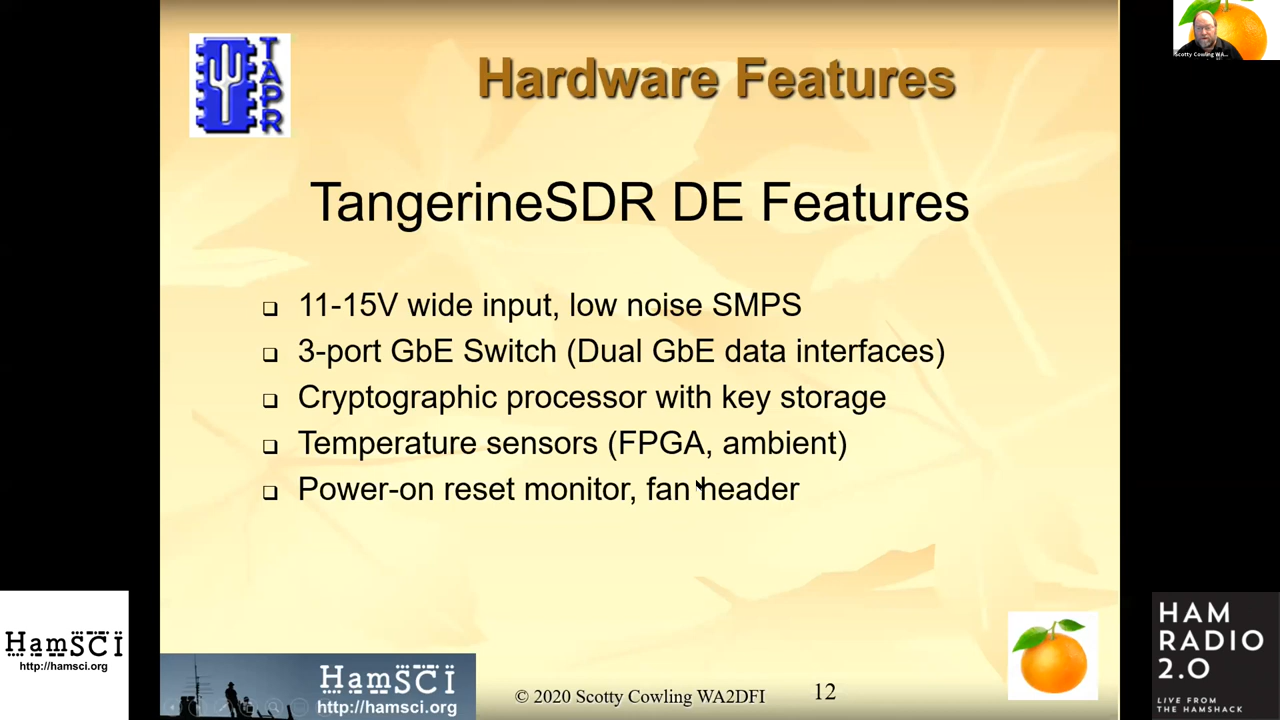 TAPR
Hardware Features
Scotty Cowling WA...
TangerineSDR DE Features
11-15V wide input, low noise SMPS
3-port GbE Switch (Dual GbE data interfaces)
Cryptographic processor with key storage
Temperature sensors (FPGA, ambient)
Power-on reset monitor, fan header
HamSCI
http://hamsci.org
HamSCI
http://hamsci.org
© 2020 Scotty Cowling WA2DFI
12
HAM
RADIO
2.0
LIVE FROM
THE HAMSHACK